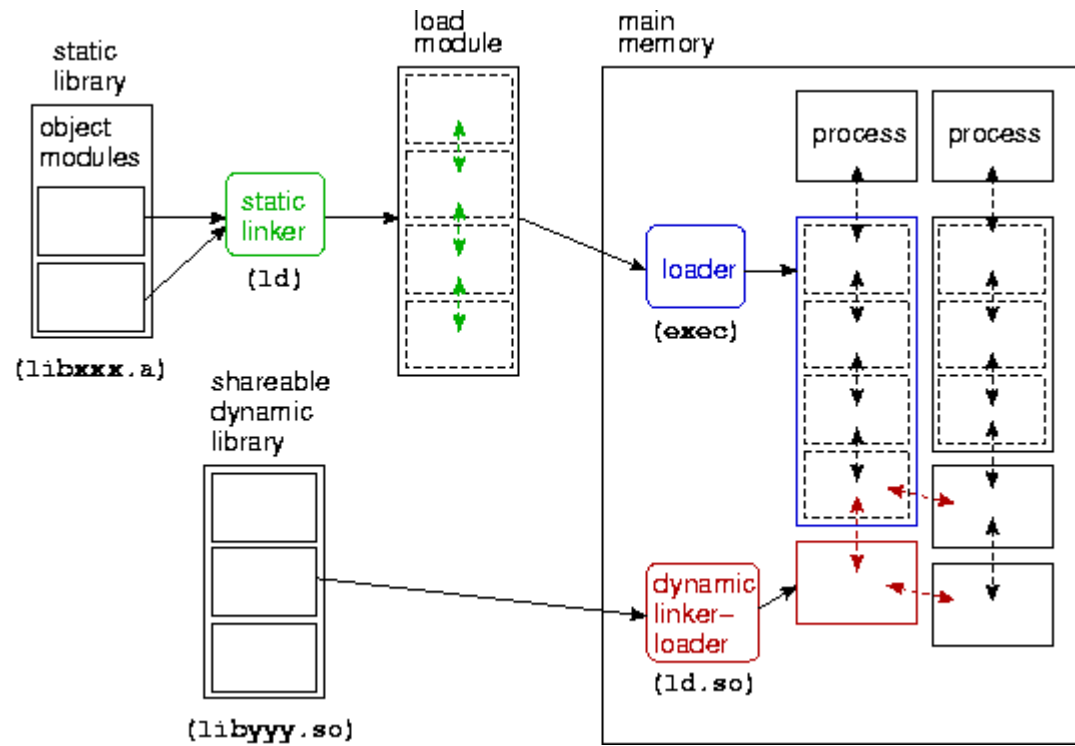 static
library
object
modules
(libxxx.a)
static
linker
(ld)
load
module
shareable
dynamic
library
(libyyy.so)
main
memory
process
process
loader
(exec)
dynamic
linker–
loader
(ld.so)